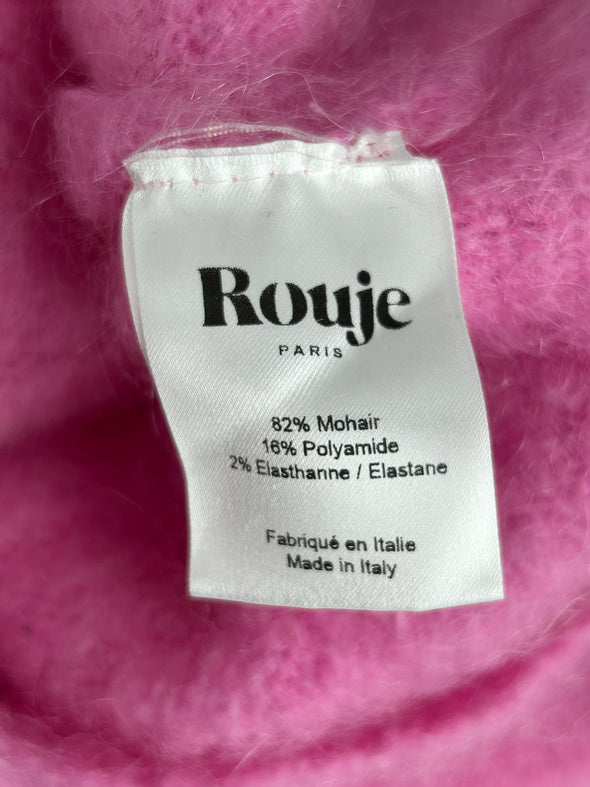 Rouje
PARIS
82% Mohair
16% Polyamide
2% Elasthanne / Elastane
Fabriqué en Italie
Made in Italy